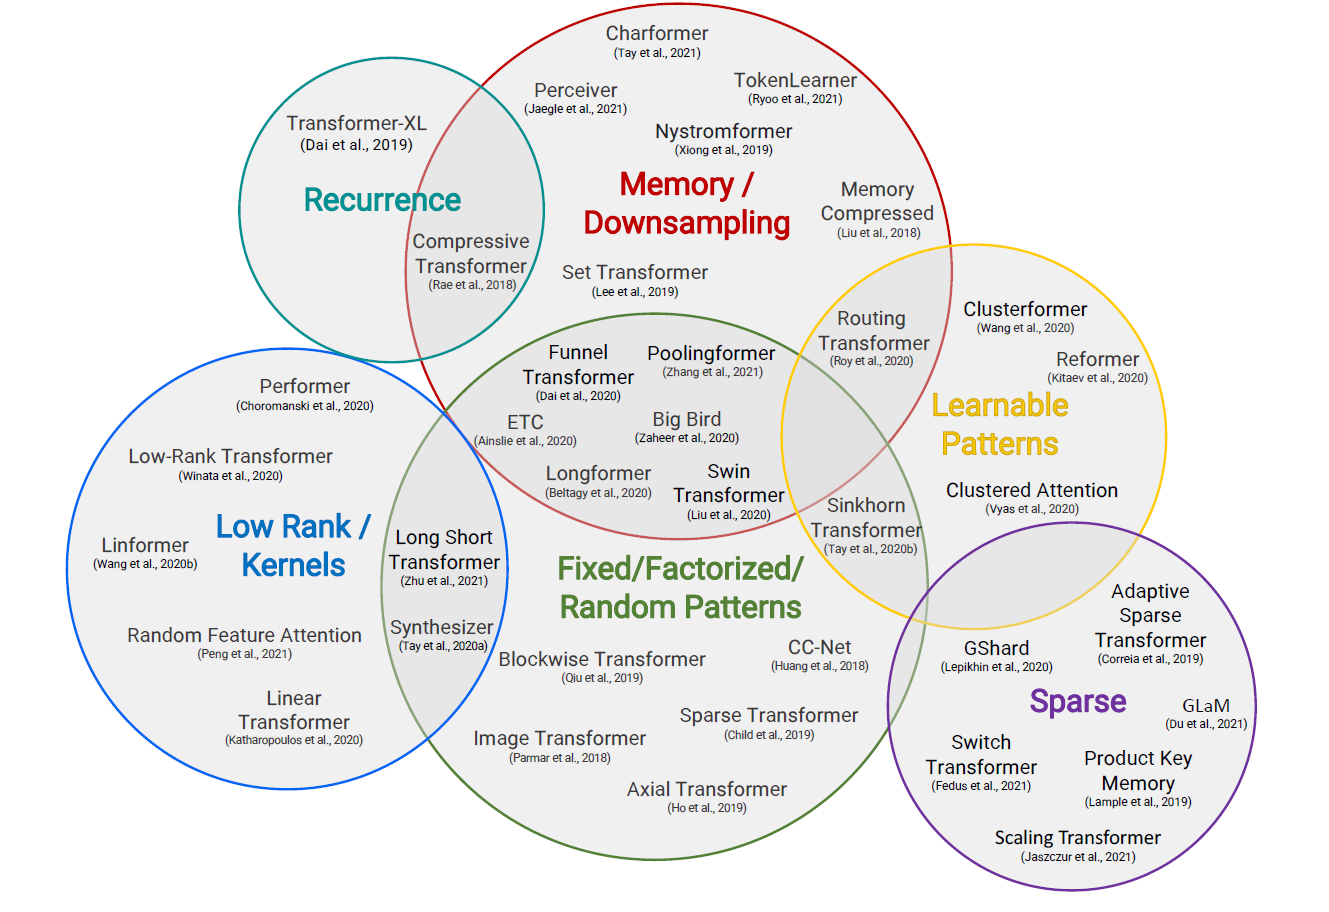 Charformer
(Tay et al., 2021)
Perceiver
(Jaegle et al., 2021)
TokenLearner
(Ryoo et al., 2021)
Transformer-XL
(Dai et al., 2019)
Nystromformer
(Xiong et al., 2019)
Recurrence
Memory /
Downsampling
Memory
Compressed
(Liu et al., 2018)
Compressive
Transformer
(Rae et al., 2018)
Set Transformer
(Lee et al., 2019)
Routing
Transformer
(Roy et al., 2020)
Clusterformer
(Wang et al., 2020)
Reformer
(Kitaev et al., 2020)
Learnable
Patterns
Clustered Attention
(Vyas et al., 2020)
Funnel
Transformer
(Dai et al., 2020)
Poolingformer
(Zhang et al., 2021)
ETC
(Ainslie et al., 2020)
Big Bird
(Zaheer et al., 2020)
Longformer
(Beltagy et al., 2020)
Swin
Transformer
(Liu et al., 2020)
Sinkhorn
Transformer
(Tay et al., 2020b)
Performer
(Choromanski et al., 2020)
Low-Rank Transformer
(Winata et al., 2020)
Low Rank /
Kernels
Linformer
(Wang et al., 2020b)
Random Feature Attention
(Peng et al., 2021)
Linear
Transformer
(Katharopoulos et al., 2020)
Long Short
Transformer
(Zhu et al., 2021)
Synthesizer
(Tay et al., 2020a)
Fixed/Factorized/
Random Patterns
Blockwise Transformer
(Qiu et al., 2019)
CC-Net
(Huang et al., 2018)
Sparse Transformer
(Child et al., 2019)
Image Transformer
(Parmar et al., 2018)
Axial Transformer
(Ho et al., 2019)
Adaptive
Sparse
Transformer
(Correia et al., 2019)
GShard
(Lepikhin et al., 2020)
Sparse
GLaM
(Du et al., 2021)
Switch
Transformer
(Fedus et al., 2021)
Product Key
Memory
(Lample et al., 2019)
Scaling Transformer
(Jaszczur et al., 2021)